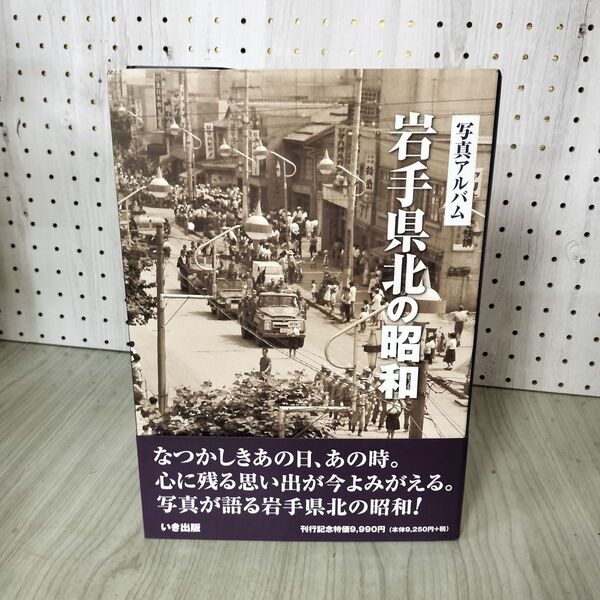 写真アルバム
岩手県北の昭和
なつかしきあの日、あの時。
心に残る思い出が今よみがえる。
写真が語る岩手県北の昭和!
いき出版
刊行記念特価9,990円(本体9,250円+税)